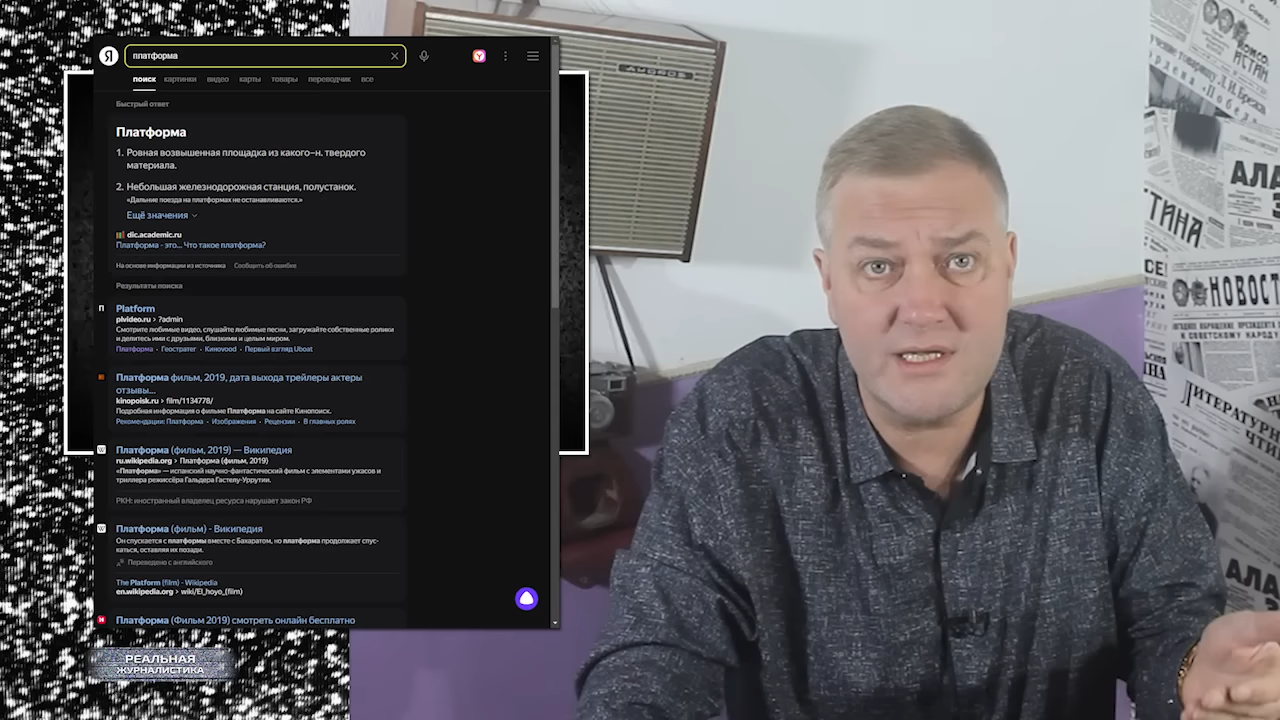 Я
платформа
поиск картинки видео карты товары переводчик все
Быстрый ответ
Платформа
1. Ровная возвышенная площадка из какого-н. твердого
материала.
2. Небольшая железнодорожная станция, полустанок.
«Дальние поезда на платформах не останавливаются.»
Ещё значения
dic.academic.ru
Платформа - это... Что такое платформа?
На основе информации из источника Сообщить об ошибке
Результаты поиска
Platform
plvideo.ru › ?admin
Смотрите любимые видео, слушайте любимые песни, загружайте собственные ролики
и делитесь ими с друзьями, близкими и целым миром.
Платформа · Геостратег · Kиноvood · Первый взгляд Uboat
Платформа фильм, 2019, дата выхода трейлеры актеры
отзывы...
kinopoisk.ru › film/1134778/
Подробная информация о фильме Платформа на сайте Кинопоиск.
Рекомендации: Платформа · Изображения · Рецензии · В главных ролях
Платформа (фильм, 2019) — Википедия
ru.wikipedia.org › Платформа (фильм, 2019)
«Платформа» — испанский научно-фантастический фильм с элементами ужасов и
триллера режиссёра Гальдера Гастелу-Уррутии.
РКН: иностранный владелец ресурса нарушает закон РФ
Платформа (фильм) - Википедия
Он спускается с платформы вместе с Бахаратом, но платформа продолжает спус-
каться, оставляя их позади.
Переведено с английского
The Platform (film) - Wikipedia
en.wikipedia.org › wiki/El_hoyo_(film)
Платформа (Фильм 2019) смотреть онлайн бесплатно
РЕАЛЬНАЯ
ЖУРНАЛИСТИКА
НОВОСТ
ЛИТЕРАТУР